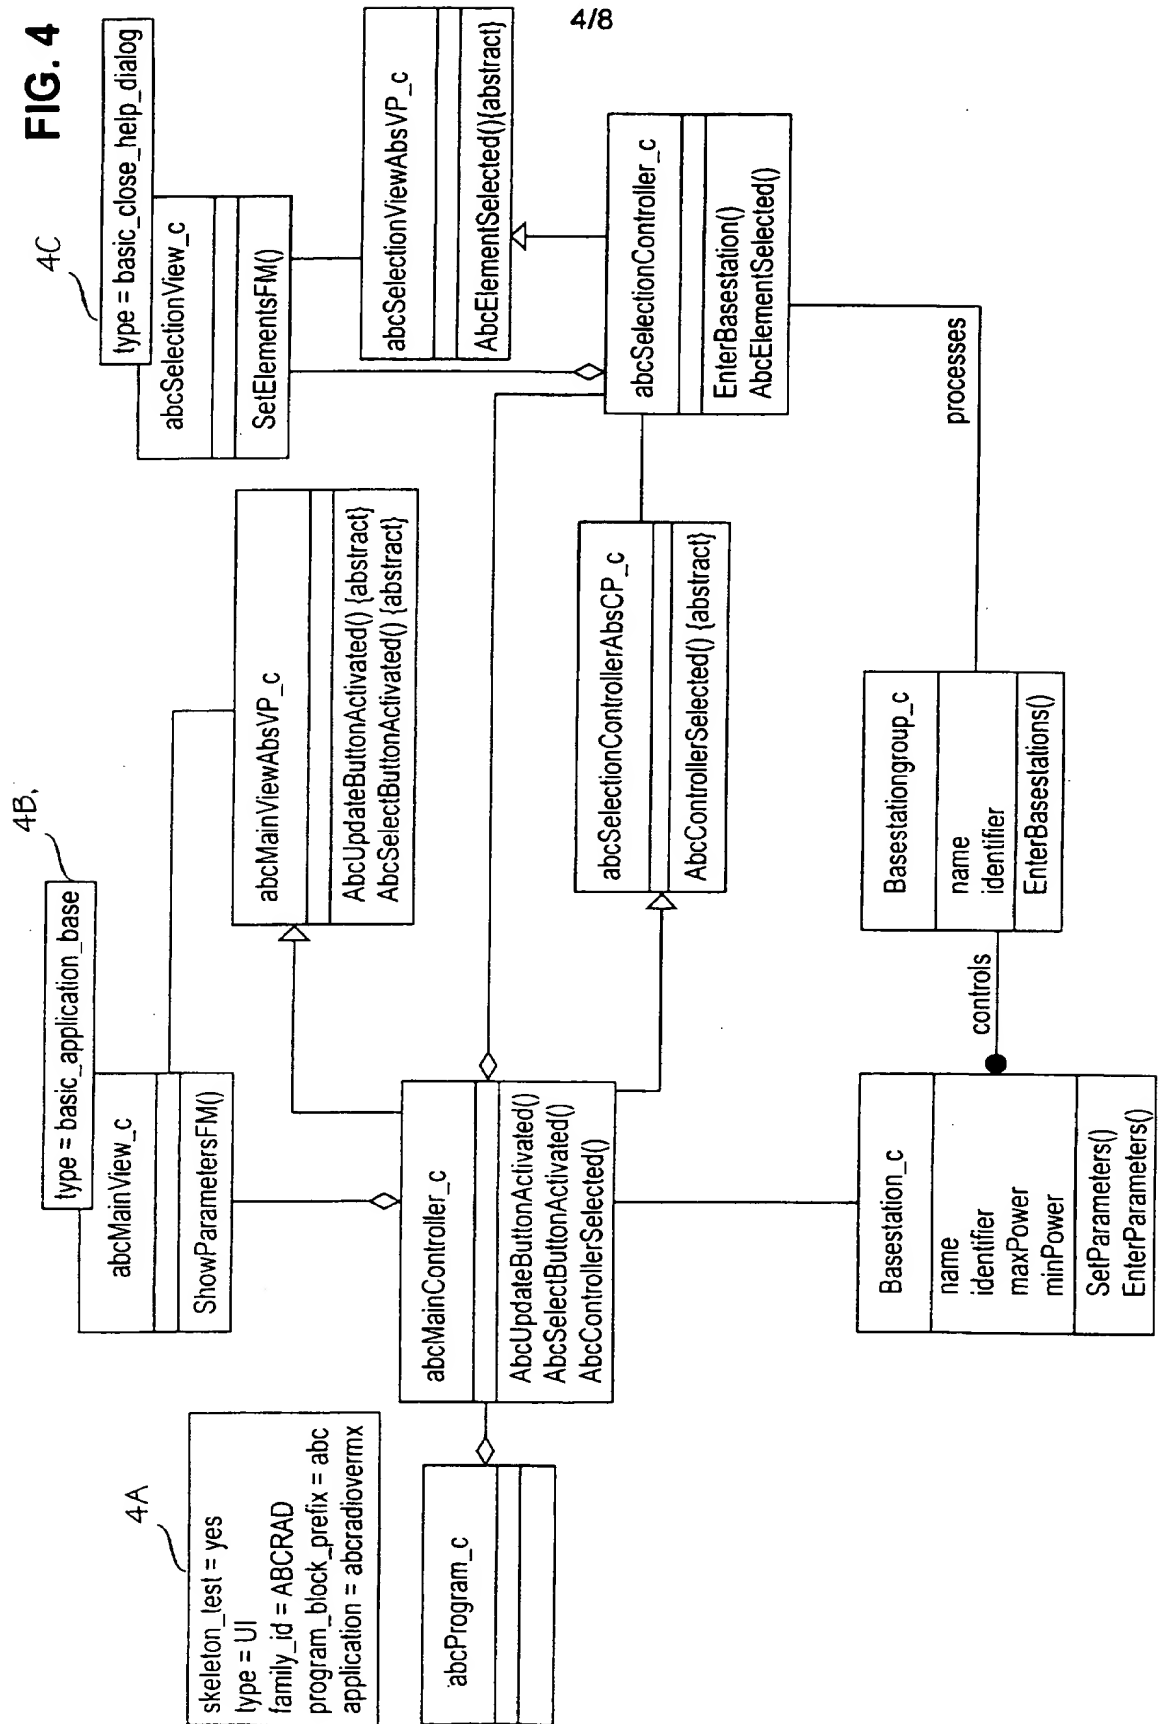 4/8
FIG. 4
4A
skeleton_test = yes
type = UI
family_id = ABCRAD
program_block_prefix = abc
application = abcradiovermx
4B,
type = basic_application_base
abcMainView_c
ShowParametersFM()
4C
type = basic_close_help_dialog
abcSelectionView_c
SetElementsFM()
abcMainViewAbsVP_c
AbcUpdateButtonActivated() {abstract}
AbcSelectButtonActivated() {abstract}
abcSelectionViewAbsVP_c
AbcElementSelected(){abstract}
abcProgram_c
abcMainController_c
AbcUpdateButtonActivated()
AbcSelectButtonActivated()
AbcControllerSelected()
abcSelectionControllerAbsCP_c
AbcControllerSelected() {abstract}
abcSelectionController_c
EnterBasestation()
AbcElementSelected()
Basestation_c
name
identifier
maxPower
minPower
SetParameters()
EnterParameters()
controls
Basestationgroup_c
name
identifier
EnterBasestations()
processes